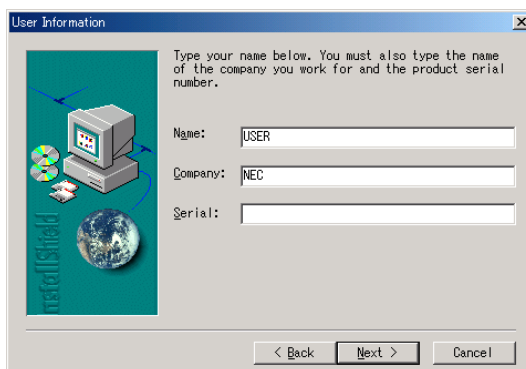 User Information
Type your name below. You must also type the name
of the company you work for and the product serial
number.
Name:
USER
Company:
NEC
Serial:
InstallShield
< Back
Next >
Cancel